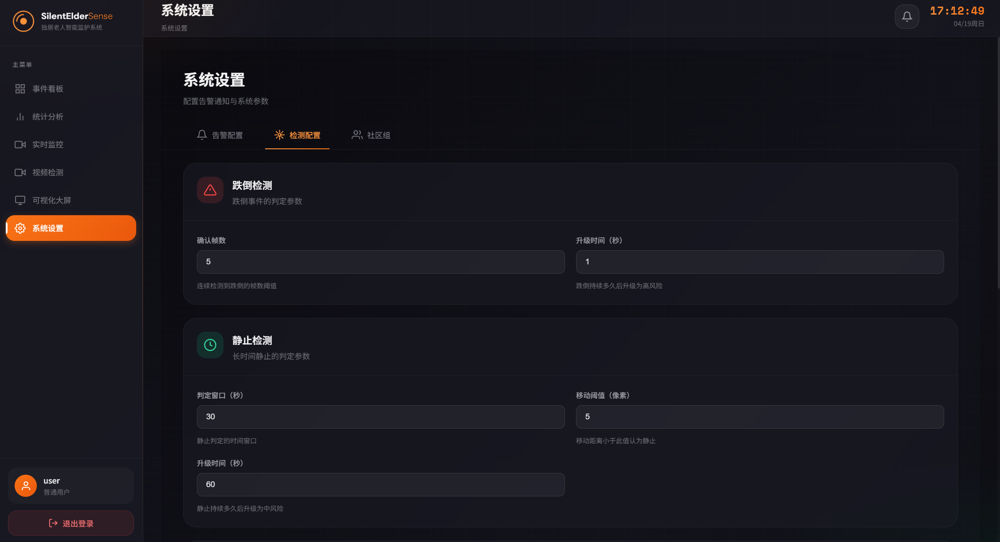 SilentElderSense
独居老人智能监护系统
主菜单
事件看板
统计分析
实时监控
视频检测
可视化大屏
系统设置
user
普通用户
退出登录
系统设置
系统设置
17:12:49
04/19周日
系统设置
配置告警通知与系统参数
告警配置
检测配置
社区组
跌倒检测
跌倒事件的判定参数
确认帧数
5
连续检测到跌倒的帧数阈值
升级时间（秒）
1
跌倒持续多久后升级为高风险
静止检测
长时间静止的判定参数
判定窗口（秒）
30
静止判定的时间窗口
移动阈值（像素）
5
移动距离小于此值认为静止
升级时间（秒）
60
静止持续多久后升级为中风险